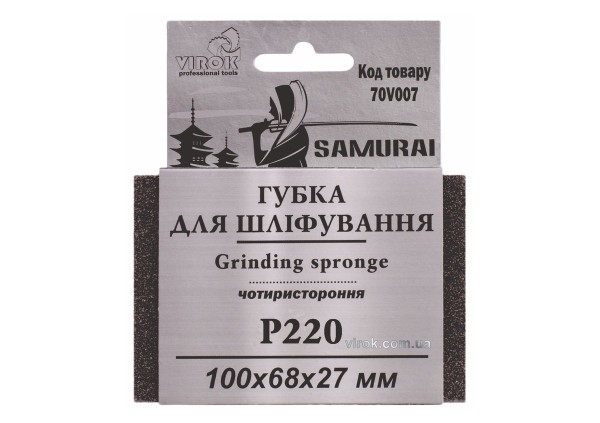 VIROK
professional tools
Код товару
70V007
SAMURAI
ГУБКА
ДЛЯ ШЛІФУВАННЯ
Grinding spronge
чотиристороння
P220
virok.com.ua
100x68x27 мм